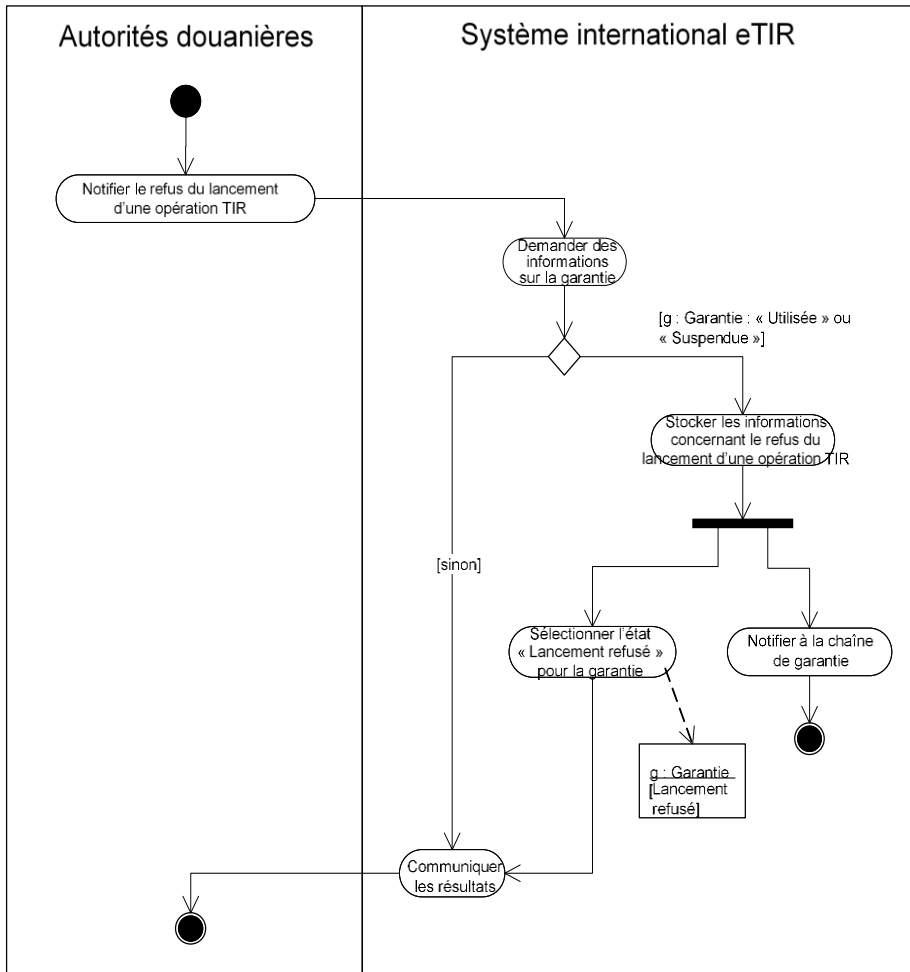 Autorités douanières
Système international eTIR
Notifier le refus du lancement
d'une opération TIR
Demander des
informations
sur la garantie
[g : Garantie : « Utilisée » ou
« Suspendue »]
Stocker les informations
concernant le refus du
lancement d'une opération TIR
[sinon]
Sélectionner l'état
« Lancement refusé »
pour la garantie
Notifier à la chaîne
de garantie
g : Garantie
[Lancement
refusé]
Communiquer
les résultats